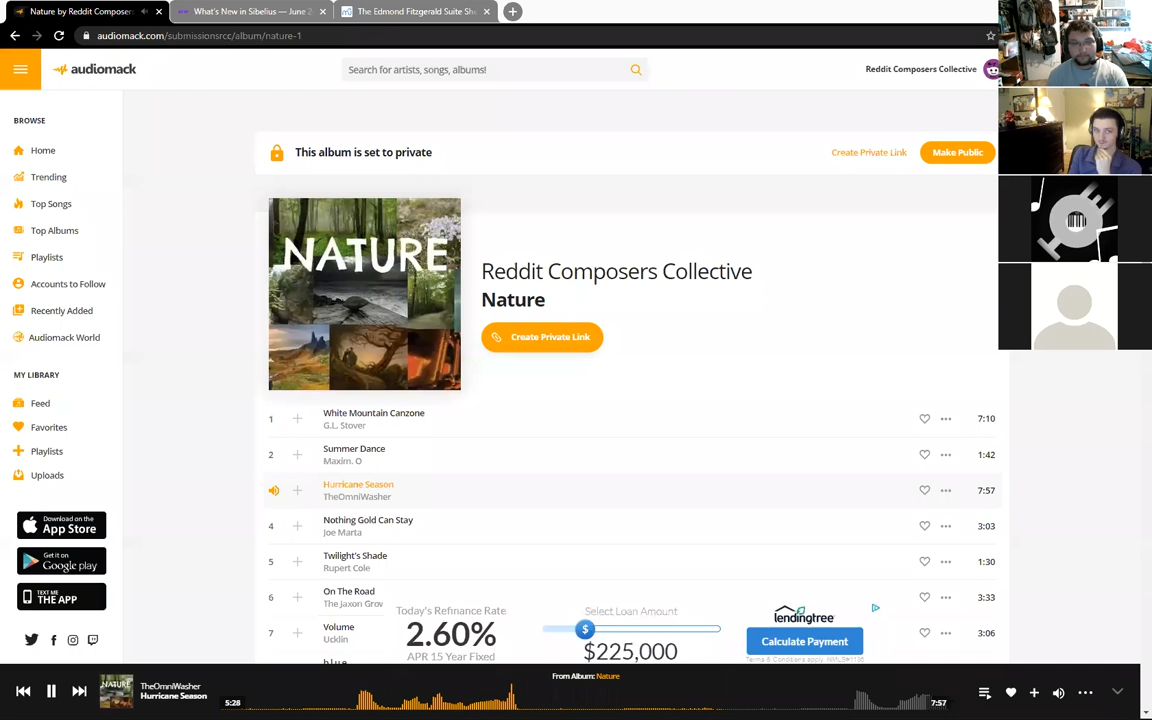 Nature by Reddit Composer
What's New in Sibelius — June 2
The Edmond Fitzgerald Suite She
audiomack.com/submissionsrcc/album/nature-1
audiomack
Search for artists, songs, albums!
Reddit Composers Collective
BROWSE
Home
Trending
Top Songs
Top Albums
Playlists
Accounts to Follow
Recently Added
Audiomack World
MY LIBRARY
Feed
Favorites
Playlists
Uploads
Download on the
App Store
Get it on
Google play
TEXT ME
THE APP
This album is set to private
Create Private Link
Make Public
NATURE
Reddit Composers Collective
Nature
Create Private Link
1 White Mountain Canzone 7:10
G.L. Stover
2 Summer Dance 1:42
Maxim. O
Hurricane Season 7:57
TheOmniWasher
4 Nothing Gold Can Stay 3:03
Joe Marta
5 Twilight's Shade 1:30
Rupert Cole
6 On The Road 3:33
The Jaxon Grov
7 Volume 3:06
Ucklin
Today's Refinance Rate
2.60%
APR 15 Year Fixed
Select Loan Amount
$
$225,000
lendingtree
Calculate Payment
NATURE
TheOmniWasher
Hurricane Season
5:28
From Album: Nature
7:57